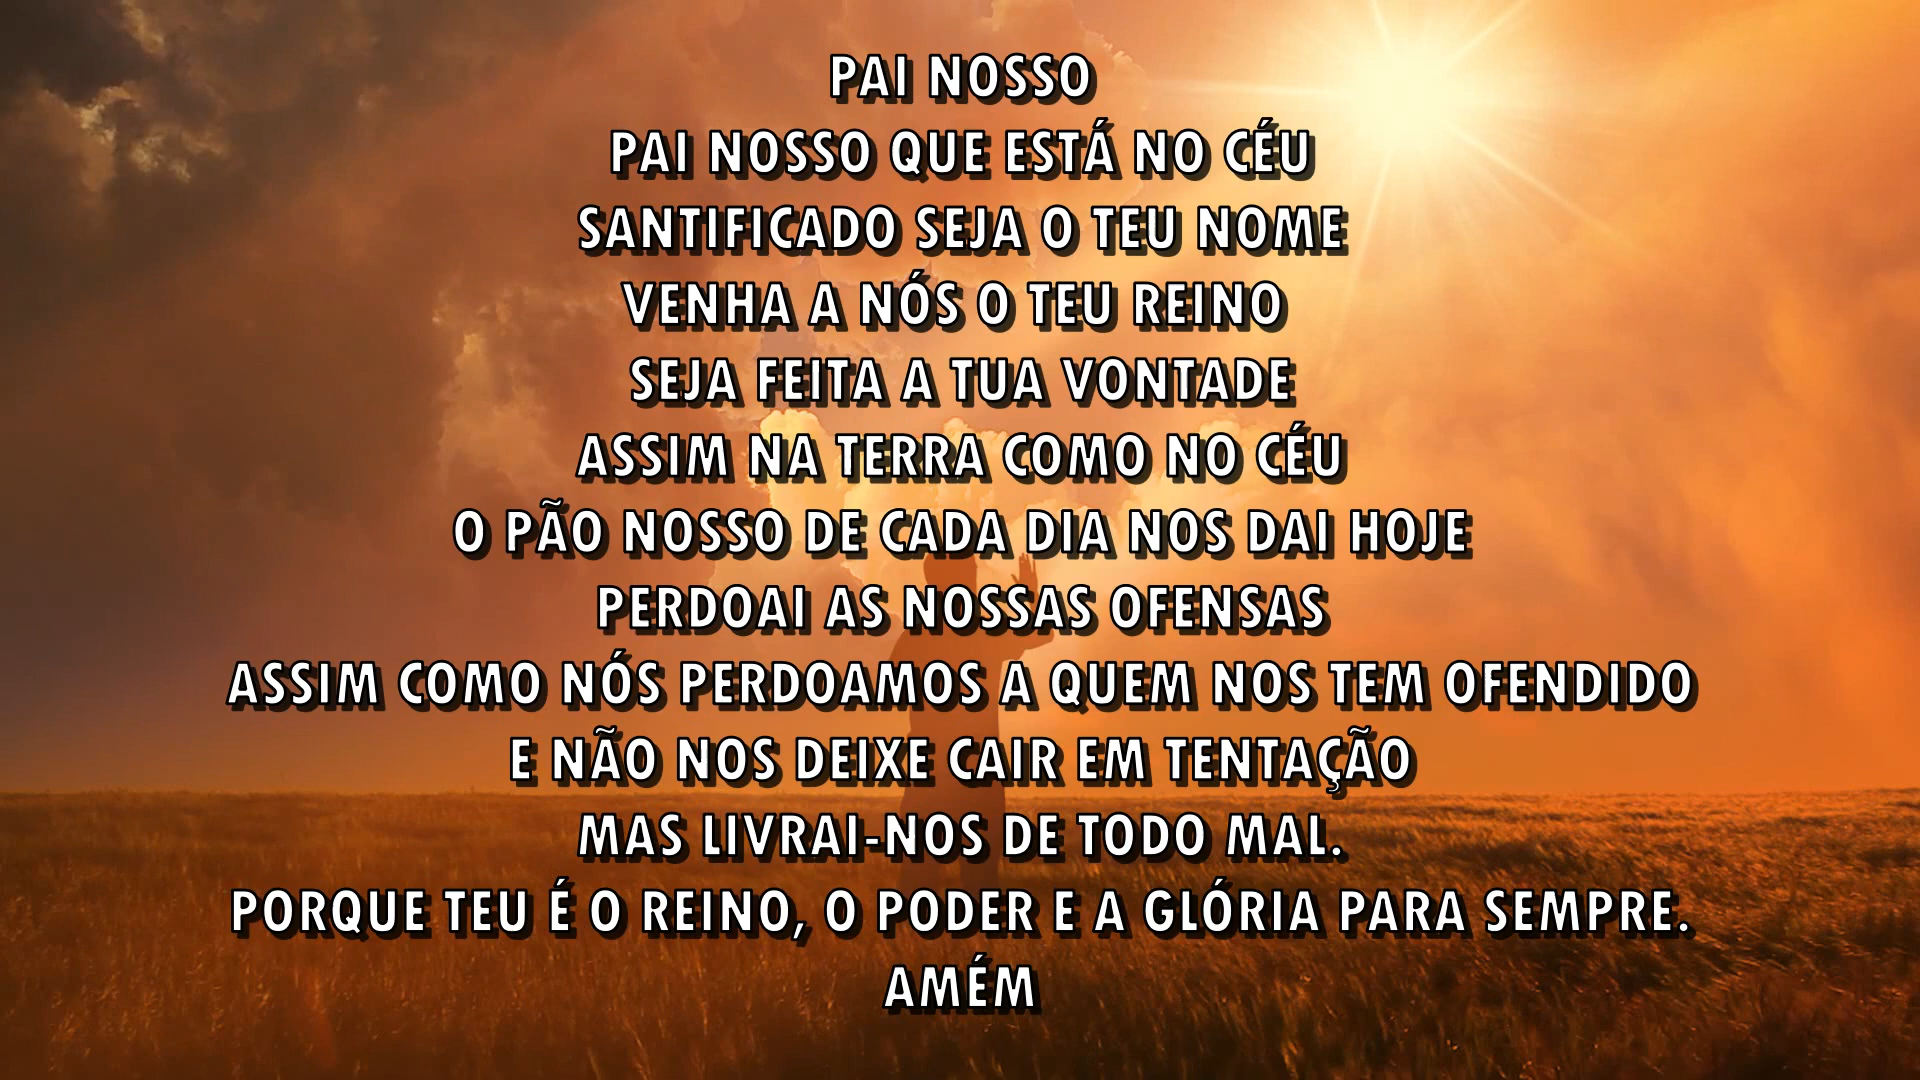 PAI NOSSO
PAI NOSSO QUE ESTÁ NO CÉU
SANTIFICADO SEJA O TEU NOME
VENHA A NÓS O TEU REINO
SEJA FEITA A TUA VONTADE
ASSIM NA TERRA COMO NO CÉU
O PÃO NOSSO DE CADA DIA NOS DAI HOJE
PERDOAI AS NOSSAS OFENSAS
ASSIM COMO NÓS PERDOAMOS A QUEM NOS TEM OFENDIDO
E NÃO NOS DEIXE CAIR EM TENTAÇÃO
MAS LIVRAI-NOS DE TODO MAL.
PORQUE TEU É O REINO, O PODER E A GLÓRIA PARA SEMPRE.
AMÉM